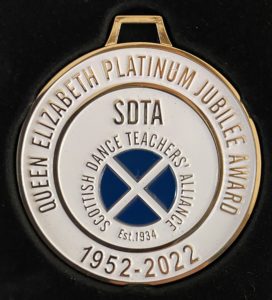 QUEEN ELIZABETH PLATINUM JUBILEE AWARD
SDTA
SCOTTISH DANCE TEACHERS' ALLIANCE
Est.1934
1952-2022